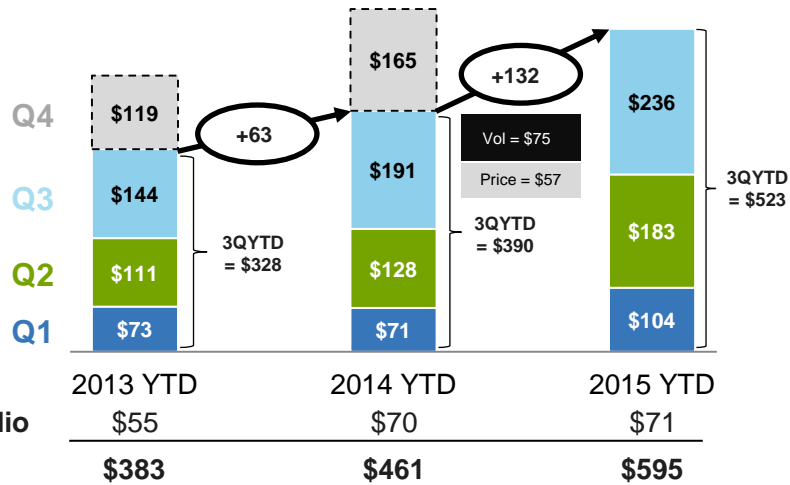 $165
+132
$119
$236
Q4
+63
Vol = $75
Price = $57
3QYTD
= $523
$144
$191
Q3
3QYTD
= $328
3QYTD
= $390
$183
$111
$128
Q2
$73
$71
$104
Q1
2013 YTD
2014 YTD
2015 YTD
dio
$55
$70
$71
$383
$461
$595